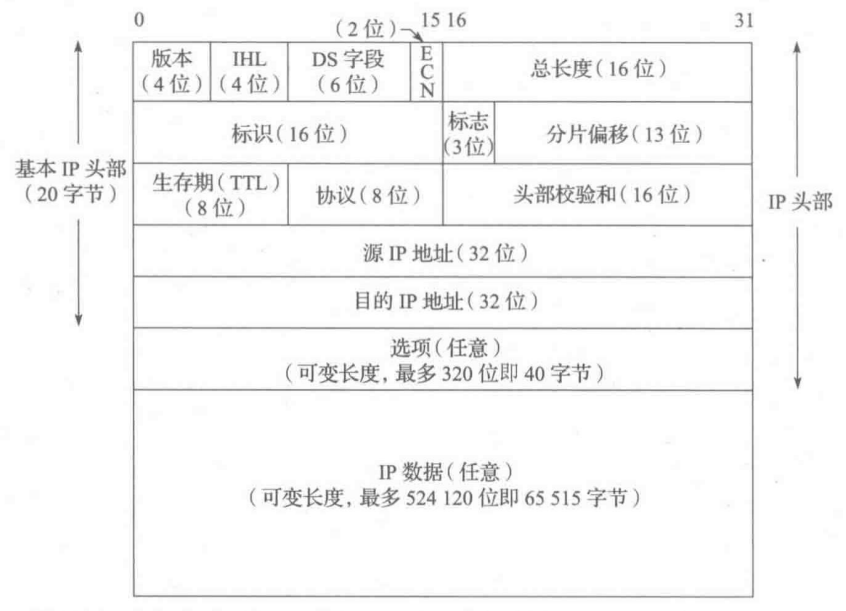 0
(2位)
15 16
31
版本
(4位)
IHL
(4位)
DS 字段
(6位)
E
C
N
总长度(16位)
标识(16位)
标志
(3位)
分片偏移(13位)
基本 IP 头部
(20字节)
生存期(TTL)
(8位)
协议(8位)
头部校验和(16位)
IP 头部
源 IP 地址(32位)
目的 IP 地址(32位)
选项(任意)
(可变长度, 最多 320 位即 40 字节)
IP 数据(任意)
(可变长度, 最多 524 120 位即 65 515 字节)